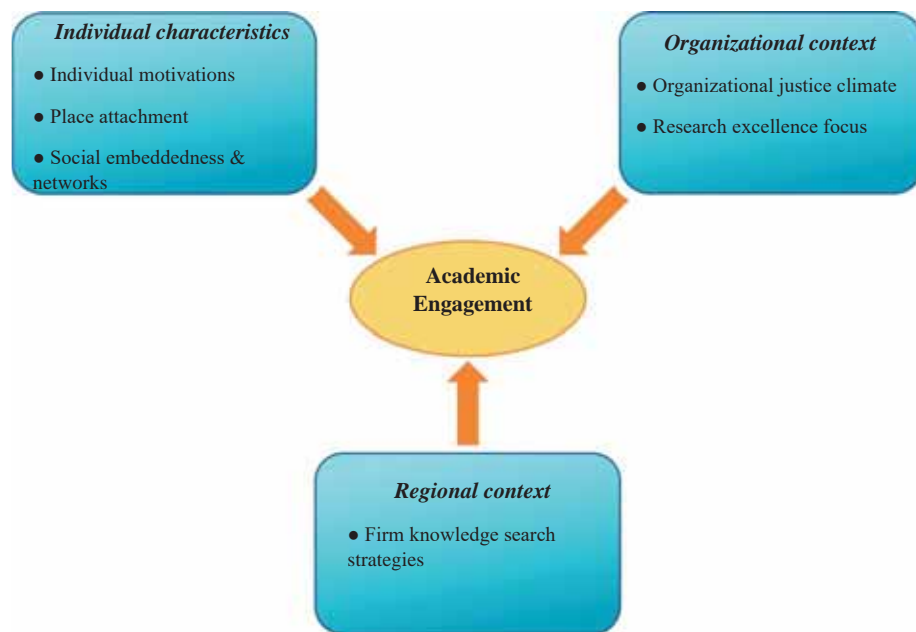 Individual characteristics
● Individual motivations
● Place attachment
● Social embeddedness &
networks
Organizational context
● Organizational justice climate
● Research excellence focus
Academic
Engagement
Regional context
● Firm knowledge search
strategies